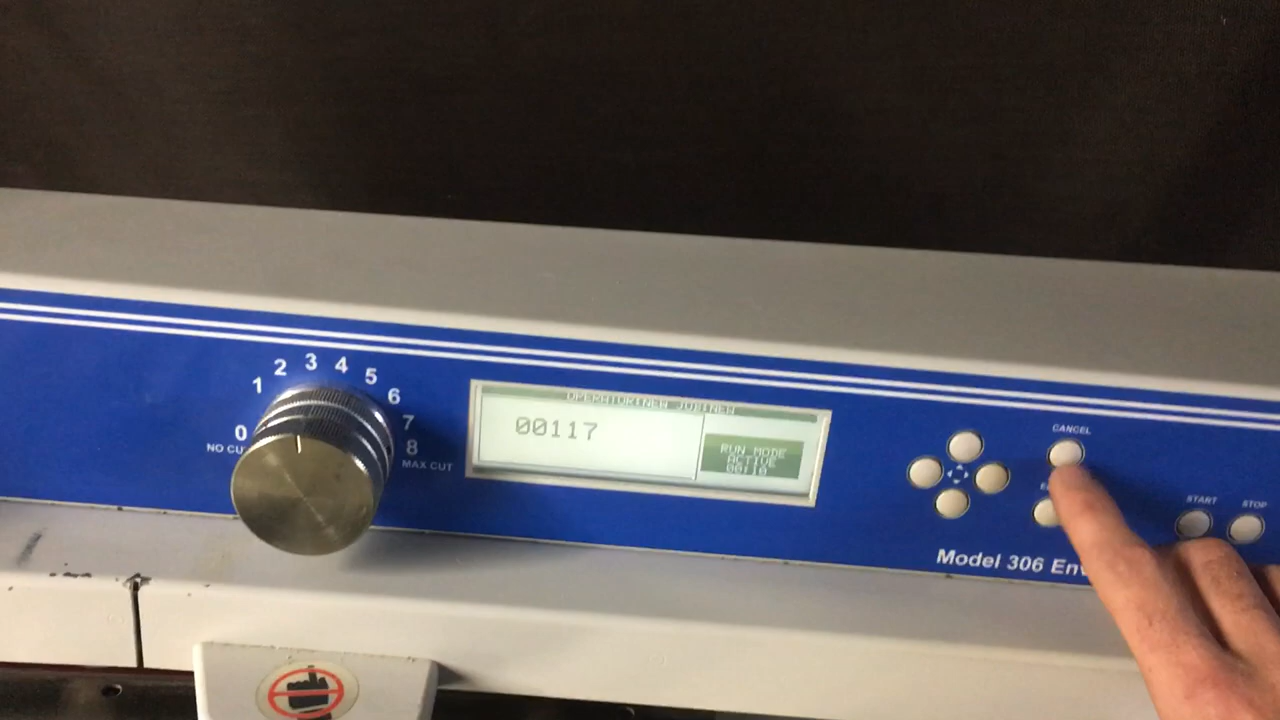 0
NO CU
1
2
3
4
5
6
7
8
MAX CUT
00117
RUN MODE
ACTIVE
CANCEL
START
STOP
Model 306 Env